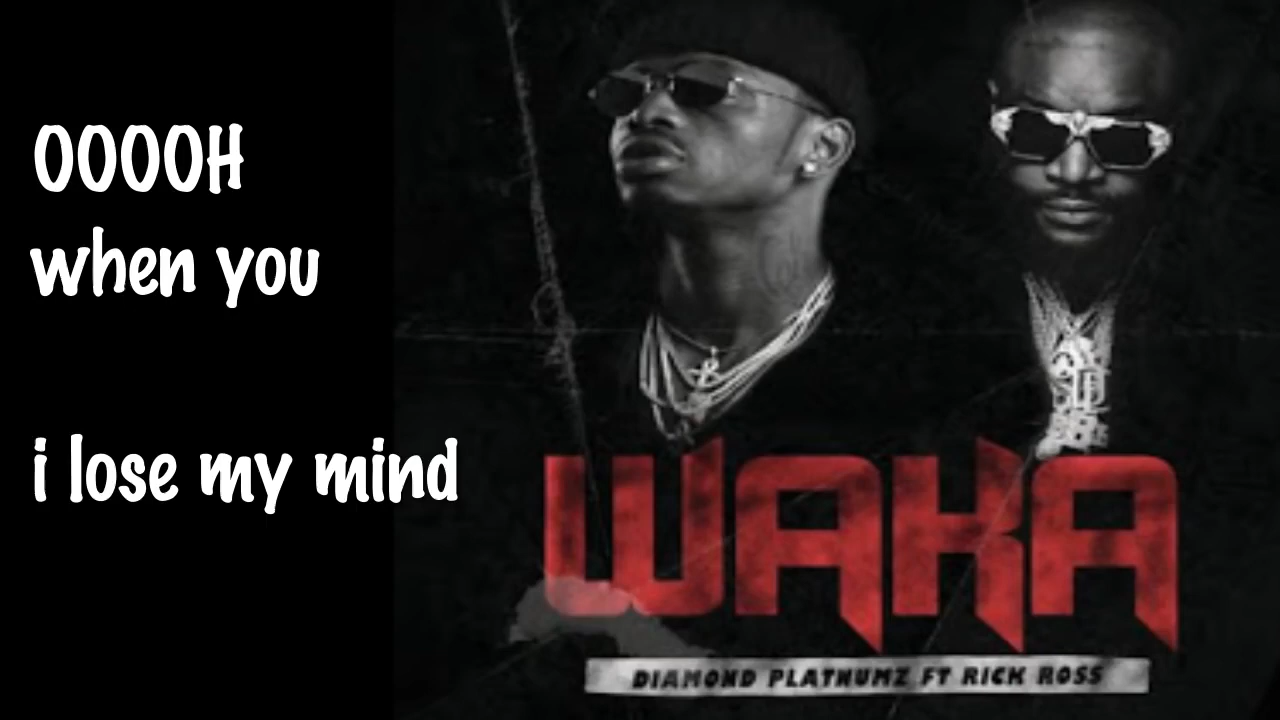 OOOOH
when you
i lose my mind
WAKA
DIAMOND PLATNUMZ FT RICK ROSS